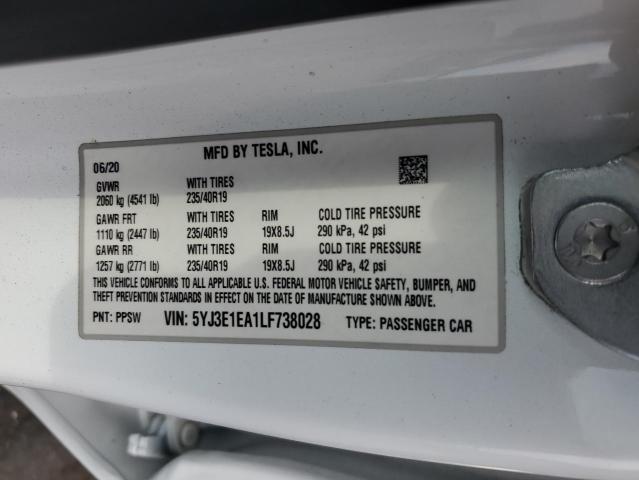 MFD BY TESLA, INC.
06/20
GVWR WITH TIRES
2060 kg (4541 lb) 235/40R19
GAWR FRT WITH TIRES RIM COLD TIRE PRESSURE
1110 kg (2447 lb) 235/40R19 19X8.5J 290 kPa, 42 psi
GAWR RR WITH TIRES RIM COLD TIRE PRESSURE
1257 kg (2771 lb) 235/40R19 19X8.5J 290 kPa, 42 psi
THIS VEHICLE CONFORMS TO ALL APPLICABLE U.S. FEDERAL MOTOR VEHICLE SAFETY, BUMPER, AND
THEFT PREVENTION STANDARDS IN EFFECT ON THE DATE OF MANUFACTURE SHOWN ABOVE.
PNT: PPSW VIN: 5YJ3E1EA1LF738028 TYPE: PASSENGER CAR